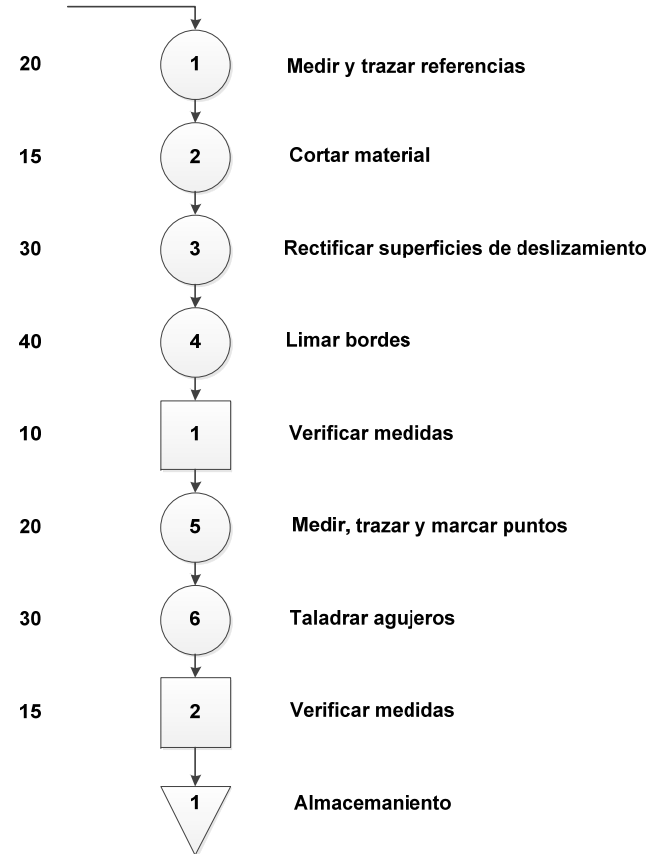 20 1 Medir y trazar referencias
15 2 Cortar material
30 3 Rectificar superficies de deslizamiento
40 4 Limar bordes
10 1 Verificar medidas
20 5 Medir, trazar y marcar puntos
30 6 Taladrar agujeros
15 2 Verificar medidas
1 Almacemaniento